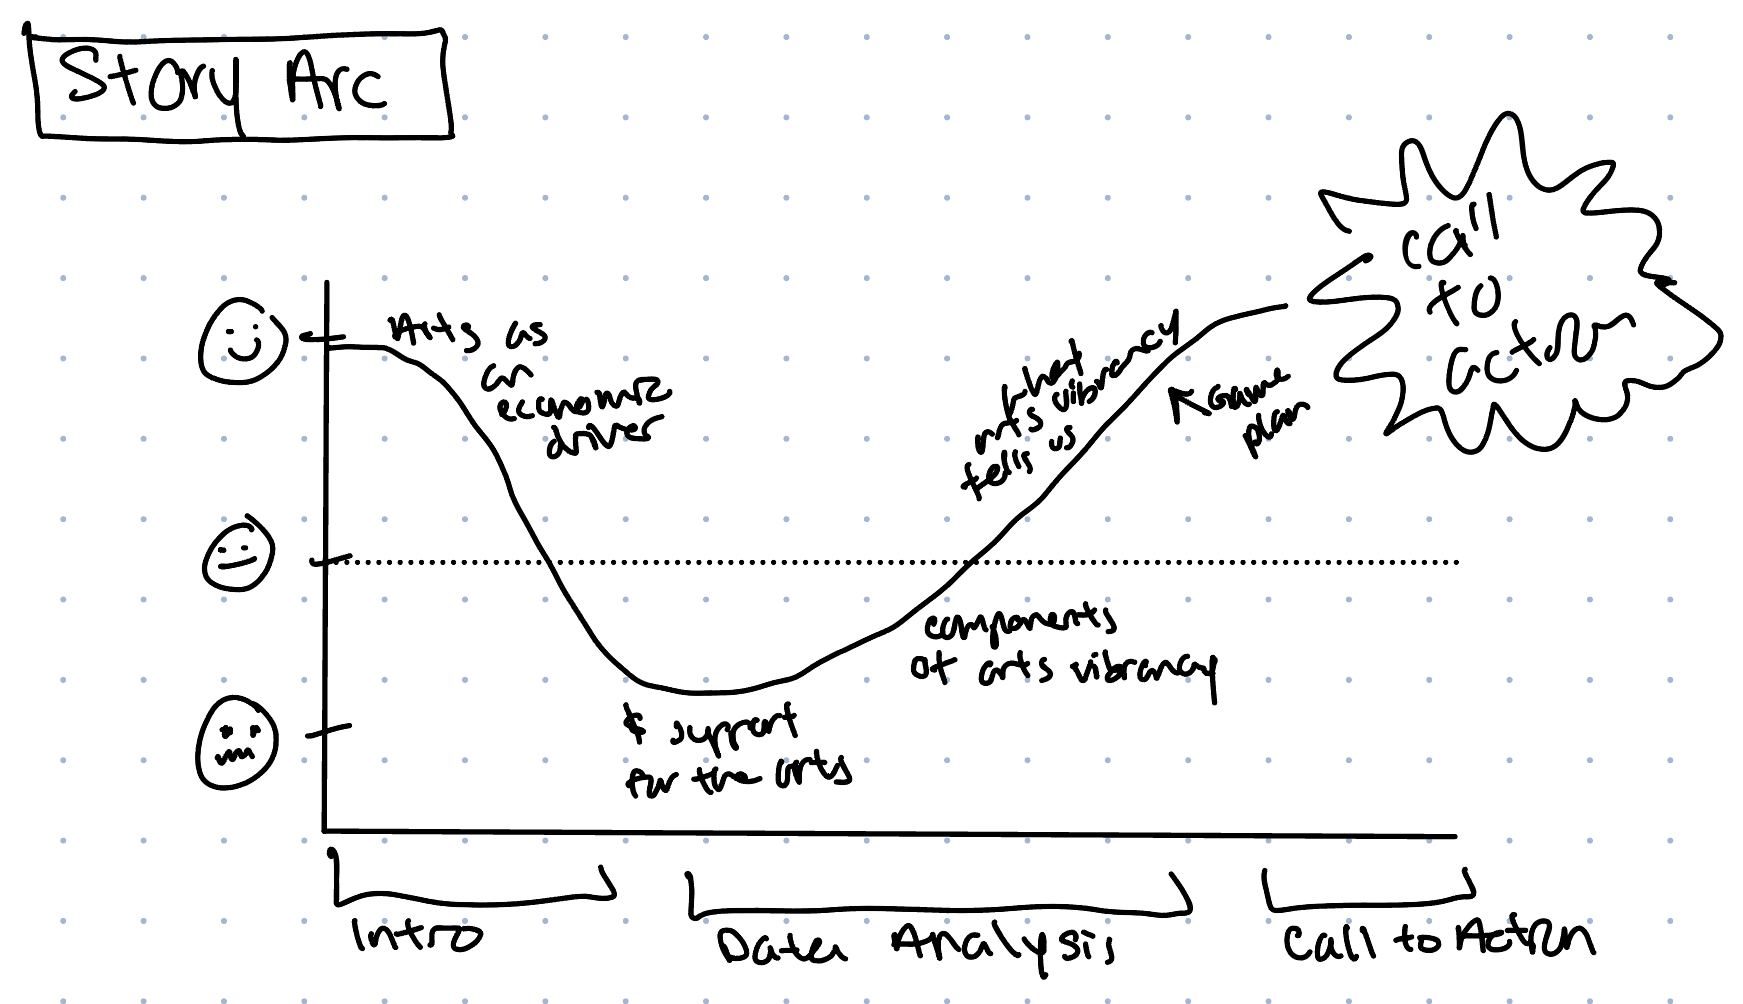 Story Arc
Arts as
an
economic
driver
$ support
for the arts
components
of arts vibrancy
what
arts vibrancy
tells us
Game
plan
call
to
action
Intro
Data Analysis
Call to Action